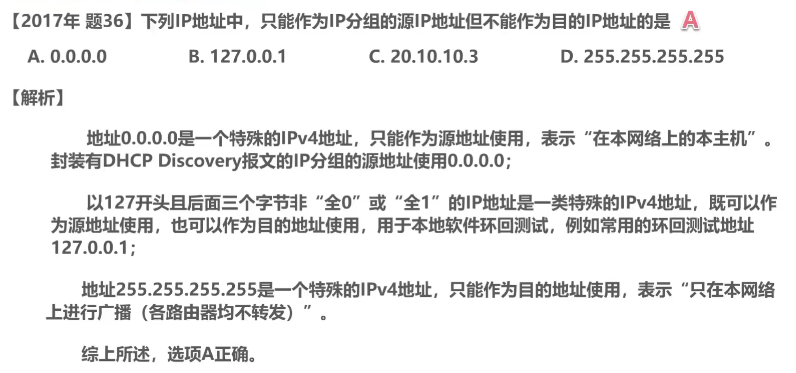 【2017年 题36】下列IP地址中，只能作为IP分组的源IP地址但不能作为目的IP地址的是 A
A. 0.0.0.0 B. 127.0.0.1 C. 20.10.10.3 D. 255.255.255.255
【解析】
地址0.0.0.0是一个特殊的IPv4地址，只能作为源地址使用，表示“在本网络上的本主机”。
封装有DHCP Discovery报文的IP分组的源地址使用0.0.0.0；
以127开头且后面三个字节非“全0”或“全1”的IP地址是一类特殊的IPv4地址，既可以作
为源地址使用，也可以作为目的地址使用，用于本地软件环回测试，例如常用的环回测试地址
127.0.0.1；
地址255.255.255.255是一个特殊的IPv4地址，只能作为目的地址使用，表示“只在本网络
上进行广播（各路由器均不转发）”。
综上所述，选项A正确。